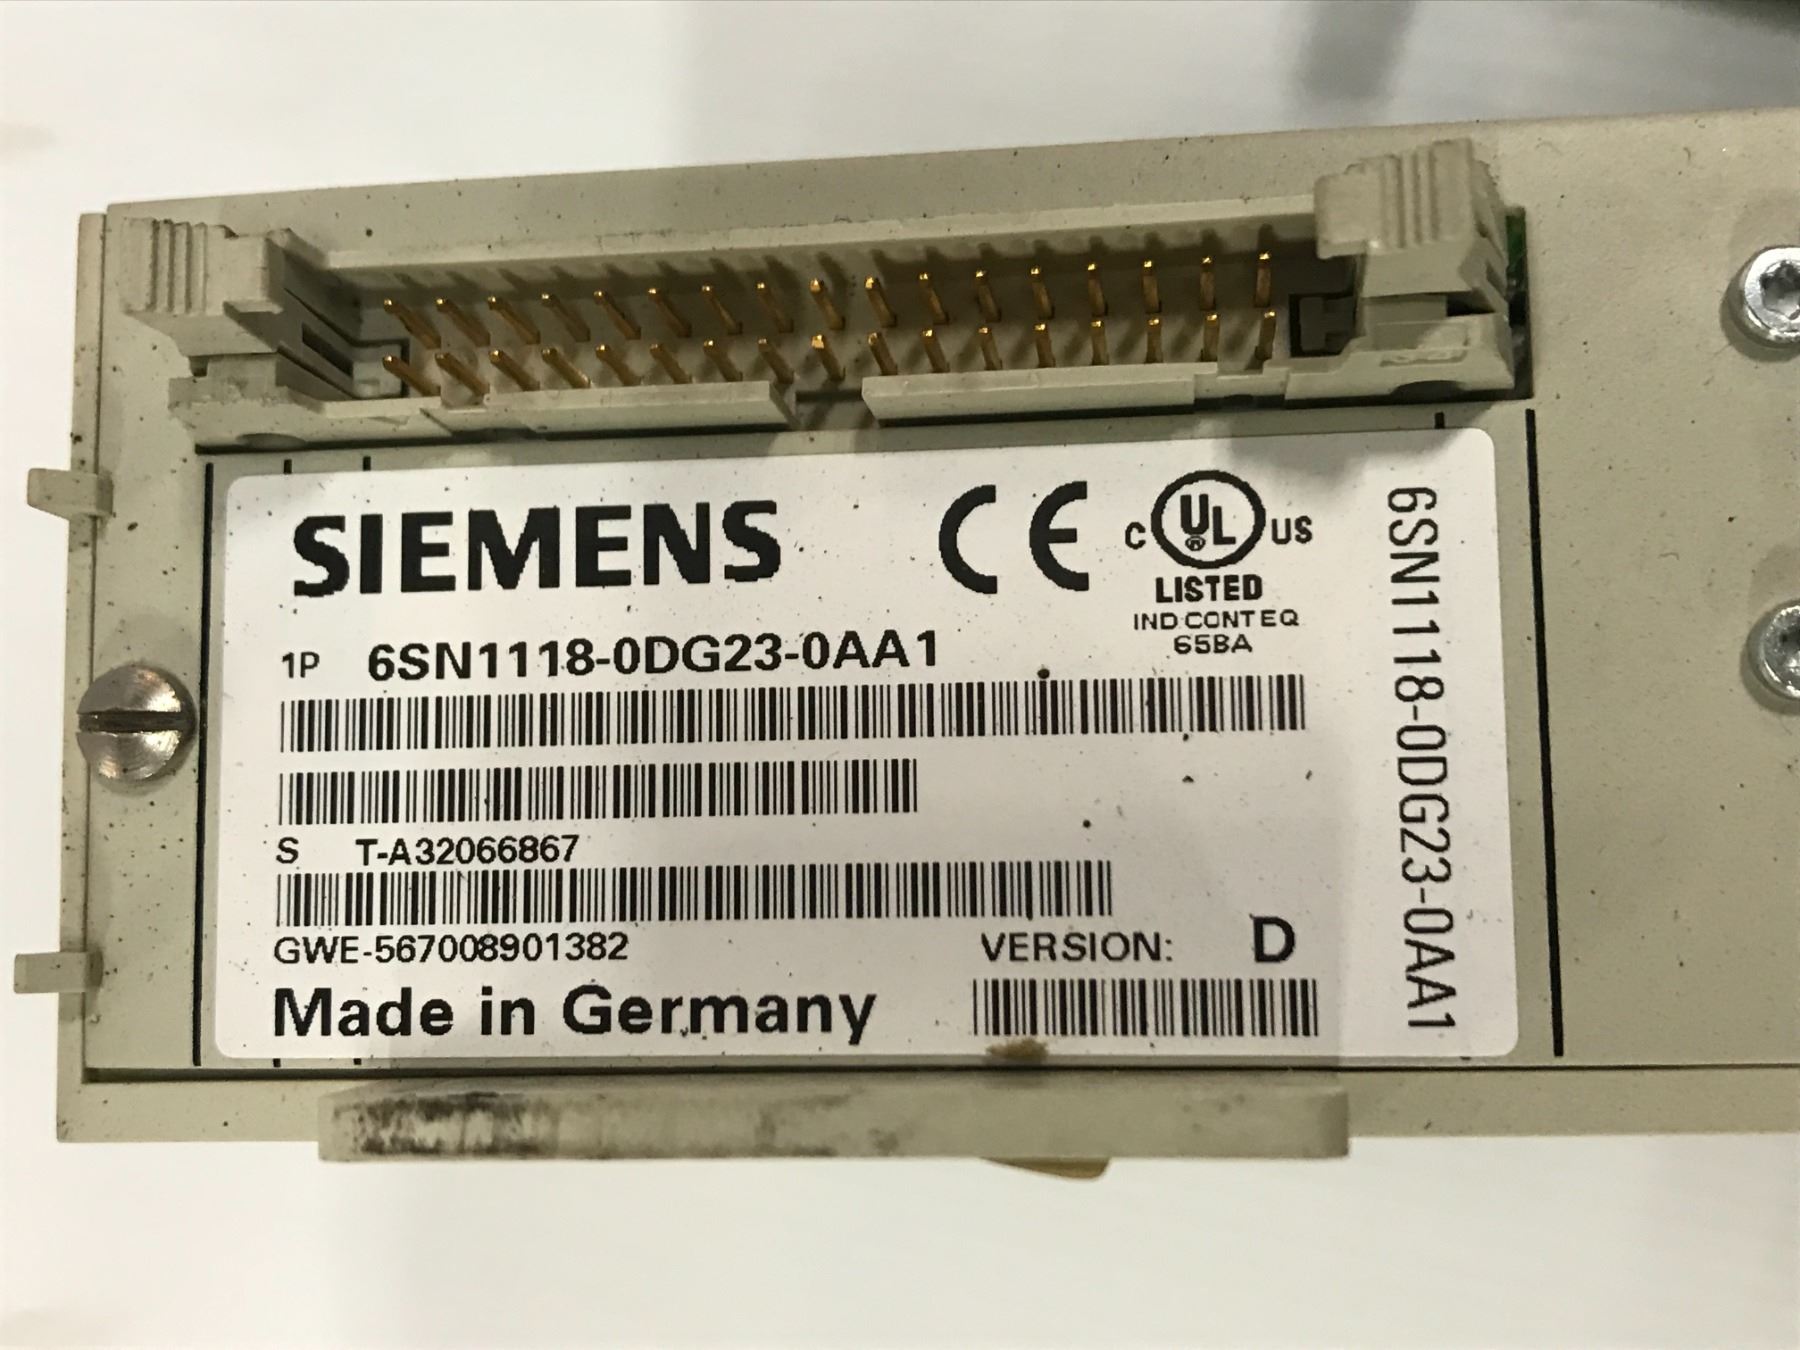 SIEMENS
CE
C UL US
®
LISTED
IND CONT EQ
65BA
1P 6SN1118-0DG23-0AA1
S T-A32066867
GWE-567008901382
VERSION: D
Made in Germany
6SN1118-0DG23-0AA1